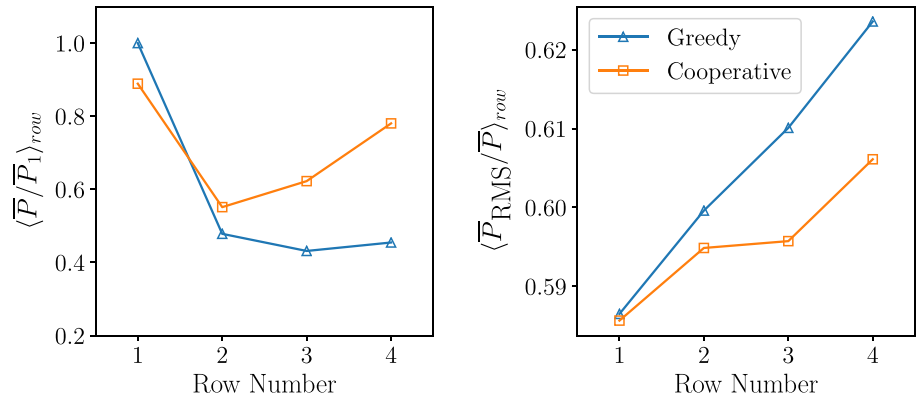 ⟨P̅/P̅₁⟩row
1.0
0.8
0.6
0.4
0.2
1 2 3 4
Row Number
⟨P̅RMS/P̅⟩row
0.62
0.61
0.60
0.59
1 2 3 4
Row Number
Greedy
Cooperative